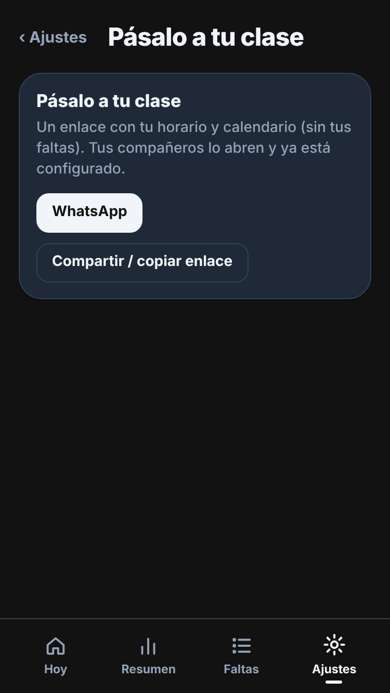 ‹ Ajustes Pásalo a tu clase
Pásalo a tu clase
Un enlace con tu horario y calendario (sin tus
faltas). Tus compañeros lo abren y ya está
configurado.
WhatsApp
Compartir / copiar enlace
Hoy Resumen Faltas Ajustes